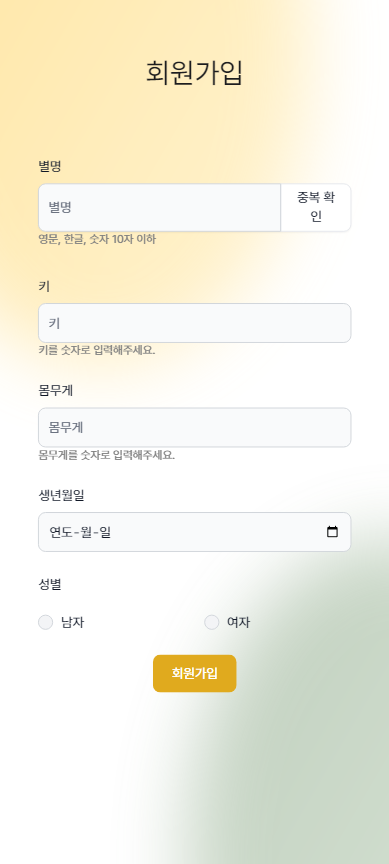 회원가입
별명
별명
중복 확
인
영문, 한글, 숫자 10자 이하
키
키
키를 숫자로 입력해주세요.
몸무게
몸무게
몸무게를 숫자로 입력해주세요.
생년월일
연도-월-일
성별
남자 여자
회원가입